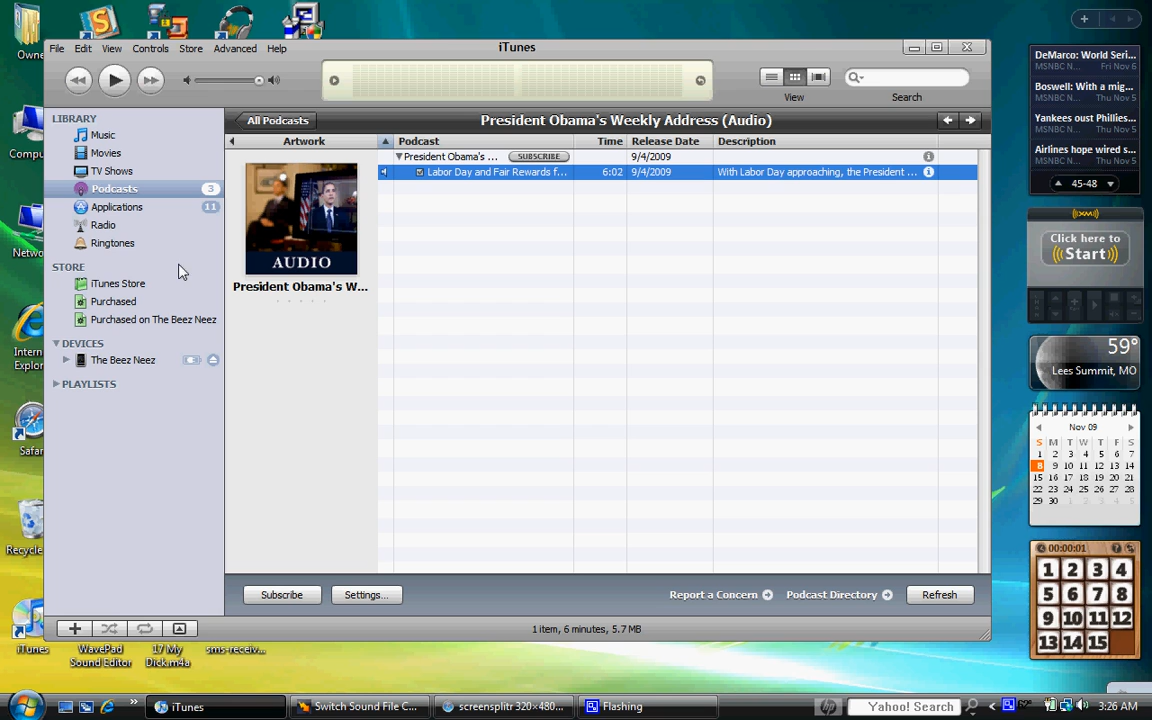 Owne
iTunes
File Edit View Controls Store Advanced Help
View
Search
LIBRARY
Music
Movies
TV Shows
Podcasts 3
Applications 11
Radio
Ringtones
STORE
iTunes Store
Purchased
Purchased on The Beez Neez
DEVICES
The Beez Neez
PLAYLISTS
All Podcasts
President Obama's Weekly Address (Audio)
Artwork Podcast Time Release Date Description
President Obama's ... SUBSCRIBE 9/4/2009
Labor Day and Fair Rewards f... 6:02 9/4/2009 With Labor Day approaching, the President ...
AUDIO
President Obama's W...
Subscribe Settings... Report a Concern Podcast Directory Refresh
1 item, 6 minutes, 5.7 MB
Compu
Netwo
Intern
Explor
Safar
Recycle
iTunes
WavePad
Sound Editor
17 My
Dick.m4a
sms-receiv...
DeMarco: World Seri...
MSNBC N... Fri Nov 6
Boswell: With a mig...
MSNBC N... Thu Nov 5
Yankees oust Phillies...
MSNBC N... Thu Nov 5
Airlines hope wired s...
MSNBC N... Thu Nov 5
45-48
XM
Click here to
Start
59°
Lees Summit, MO
Nov 09
S M T W T F S
1 2 3 4 5 6 7
8 9 10 11 12 13 14
15 16 17 18 19 20 21
22 23 24 25 26 27 28
29 30 1 2 3 4 5
00:00:01 ?
1 2 3 4
5 6 7 8
9 10 11 12
13 14 15
iTunes
Switch Sound File C...
screensplitr 320×480...
Flashing
hp
Yahoo! Search
3:26 AM